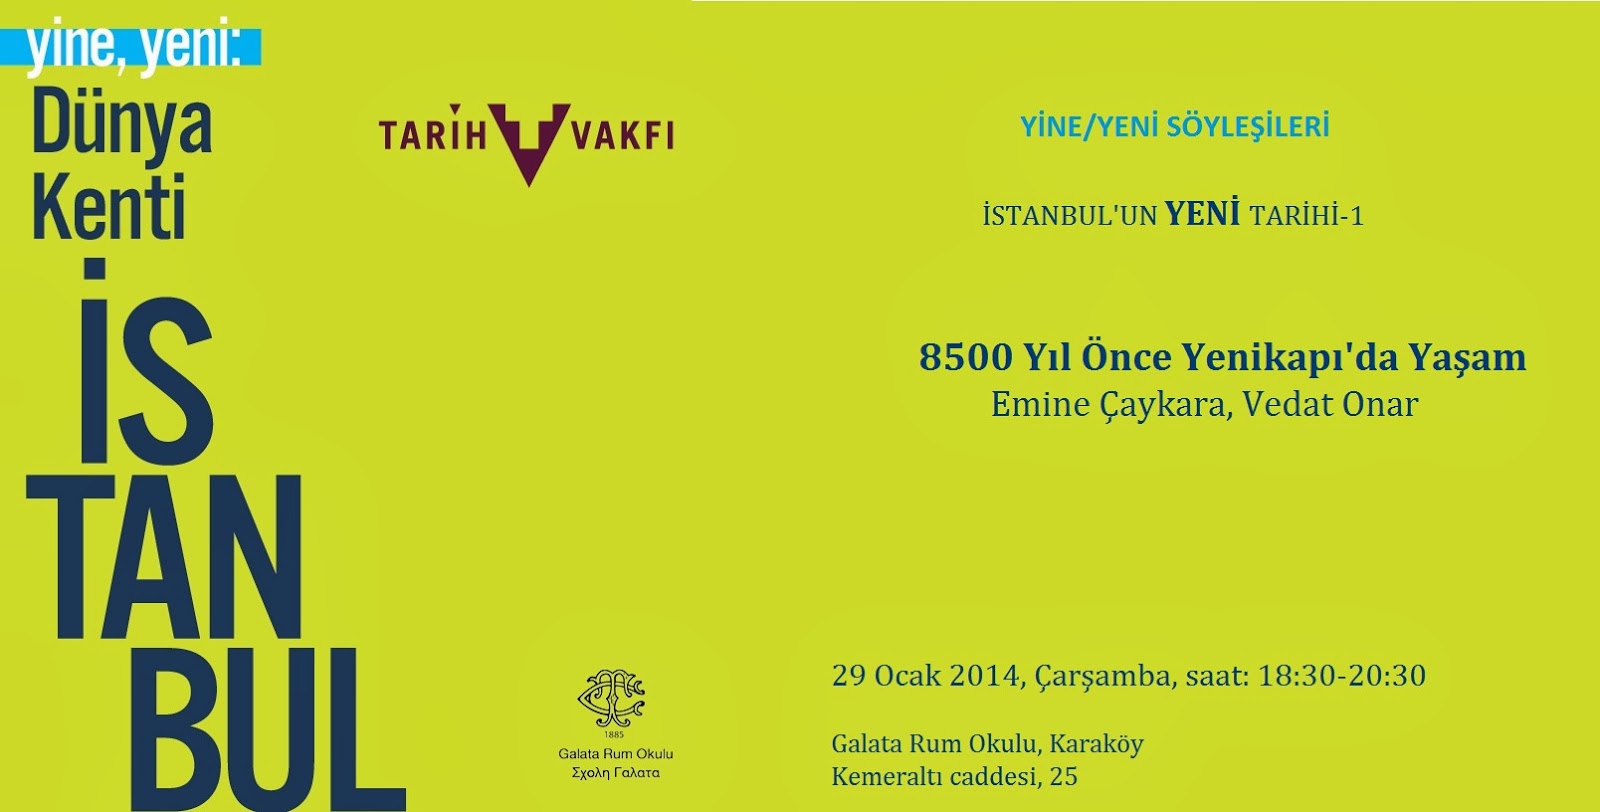 yine, yeni:
Dünya
Kenti
İS
TAN
BUL
TARİH VAKFI
YİNE/YENİ SÖYLEŞİLERİ
İSTANBUL'UN YENİ TARİHİ-1
8500 Yıl Önce Yenikapı'da Yaşam
Emine Çaykara, Vedat Onar
1885
Galata Rum Okulu
Σχολη Γαλατα
29 Ocak 2014, Çarşamba, saat: 18:30-20:30
Galata Rum Okulu, Karaköy
Kemeraltı caddesi, 25